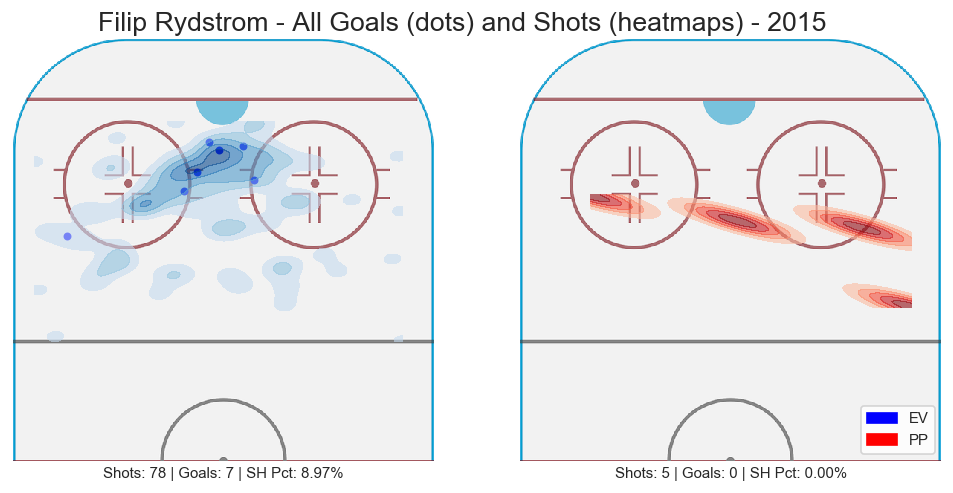 Filip Rydstrom - All Goals (dots) and Shots (heatmaps) - 2015
EV
PP
Shots: 78 | Goals: 7 | SH Pct: 8.97%
Shots: 5 | Goals: 0 | SH Pct: 0.00%